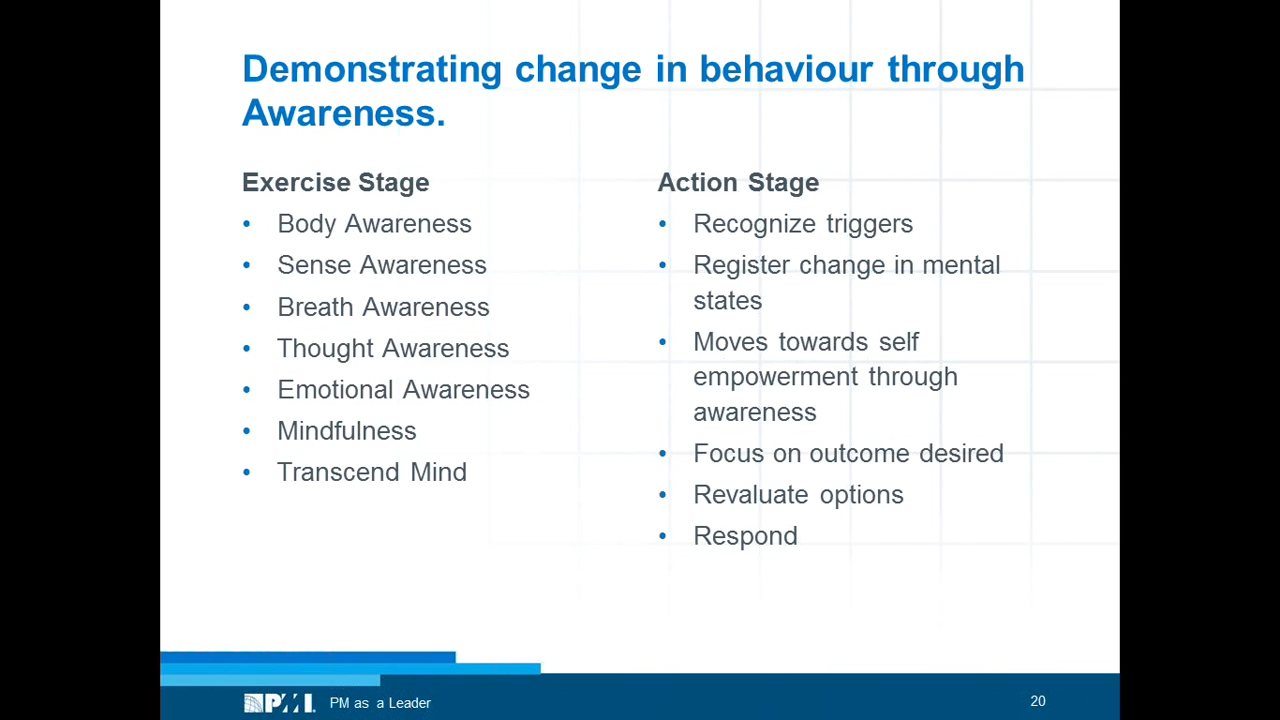 Demonstrating change in behaviour through
Awareness.
Exercise Stage
• Body Awareness
• Sense Awareness
• Breath Awareness
• Thought Awareness
• Emotional Awareness
• Mindfulness
• Transcend Mind
Action Stage
• Recognize triggers
• Register change in mental
states
• Moves towards self
empowerment through
awareness
• Focus on outcome desired
• Revaluate options
• Respond
PMI PM as a Leader
20